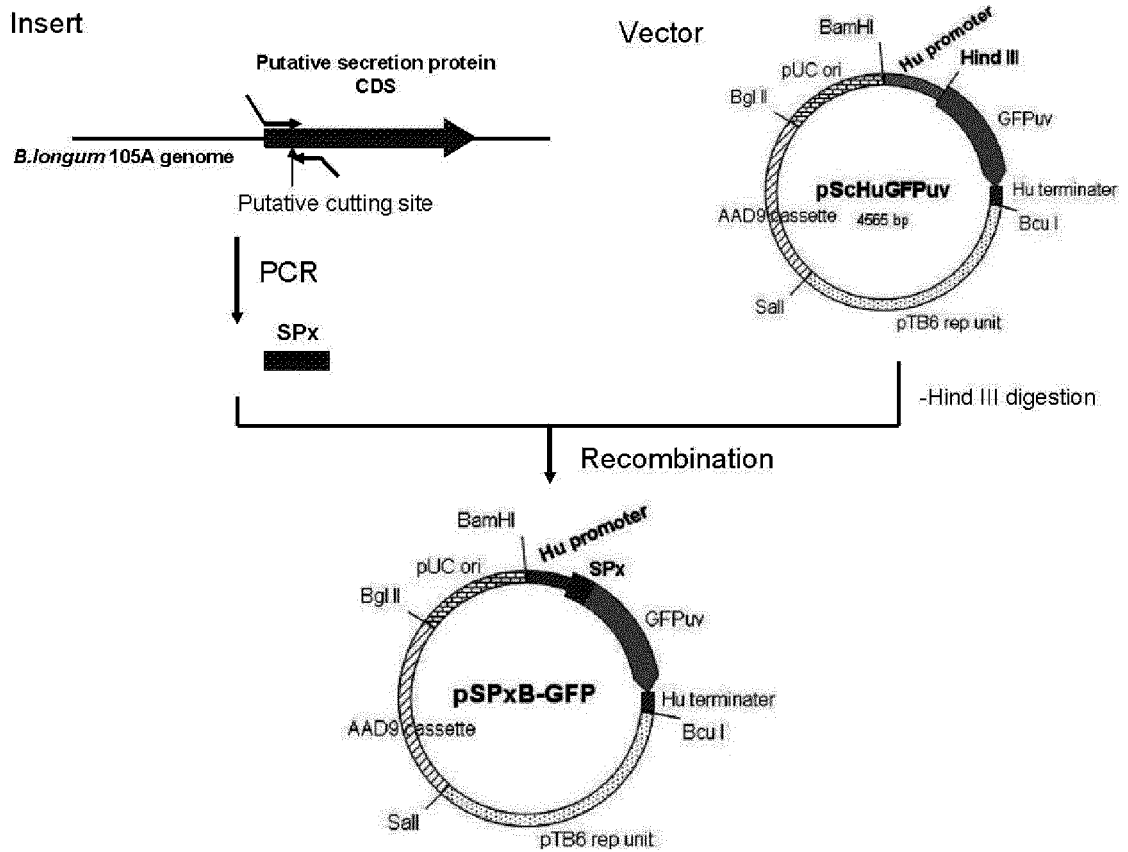 Insert
Putative secretion protein
CDS
B.longum 105A genome
Putative cutting site
PCR
SPx
Vector
BamHI
Hu promoter
Hind III
pUC ori
Bgl II
GFPuv
pScHuGFPuv
4565 bp
Hu terminater
Bcu I
AAD9 cassette
SalI
pTB6 rep unit
-Hind III digestion
Recombination
BamHI
Hu promoter
SPx
pUC ori
Bgl II
GFPuv
pSPxB-GFP
Hu terminater
Bcu I
AAD9 cassette
SalI
pTB6 rep unit